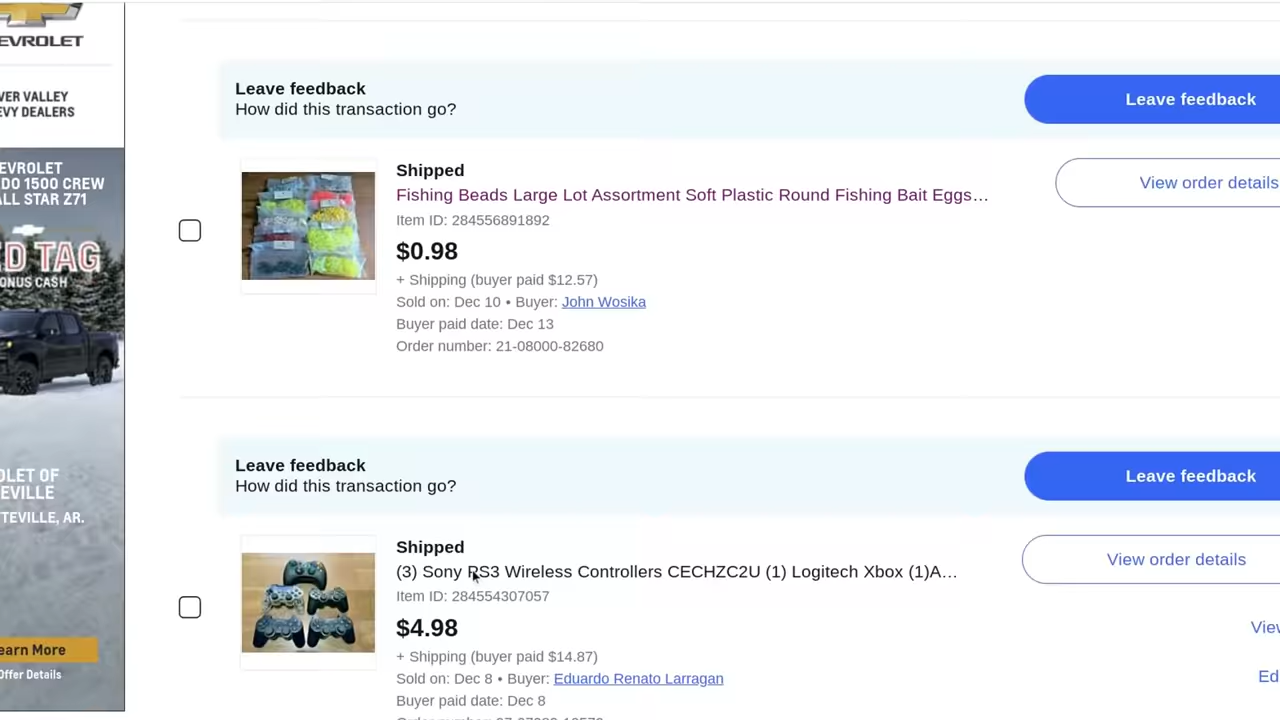 EVROLET
VER VALLEY
EVY DEALERS
EVROLET
DO 1500 CREW
ALL STAR Z71
D TAG
ONUS CASH
OLET OF
EVILLE
TTEVILLE, AR.
earn More
Offer Details
Leave feedback
How did this transaction go?
Leave feedback
Shipped
View order details
Fishing Beads Large Lot Assortment Soft Plastic Round Fishing Bait Eggs…
Item ID: 284556891892
$0.98
+ Shipping (buyer paid $12.57)
Sold on: Dec 10 • Buyer: John Wosika
Buyer paid date: Dec 13
Order number: 21-08000-82680
Leave feedback
How did this transaction go?
Leave feedback
Shipped
View order details
(3) Sony PS3 Wireless Controllers CECHZC2U (1) Logitech Xbox (1)A…
Item ID: 284554307057
$4.98
View
+ Shipping (buyer paid $14.87)
Sold on: Dec 8 • Buyer: Eduardo Renato Larragan
Ed
Buyer paid date: Dec 8